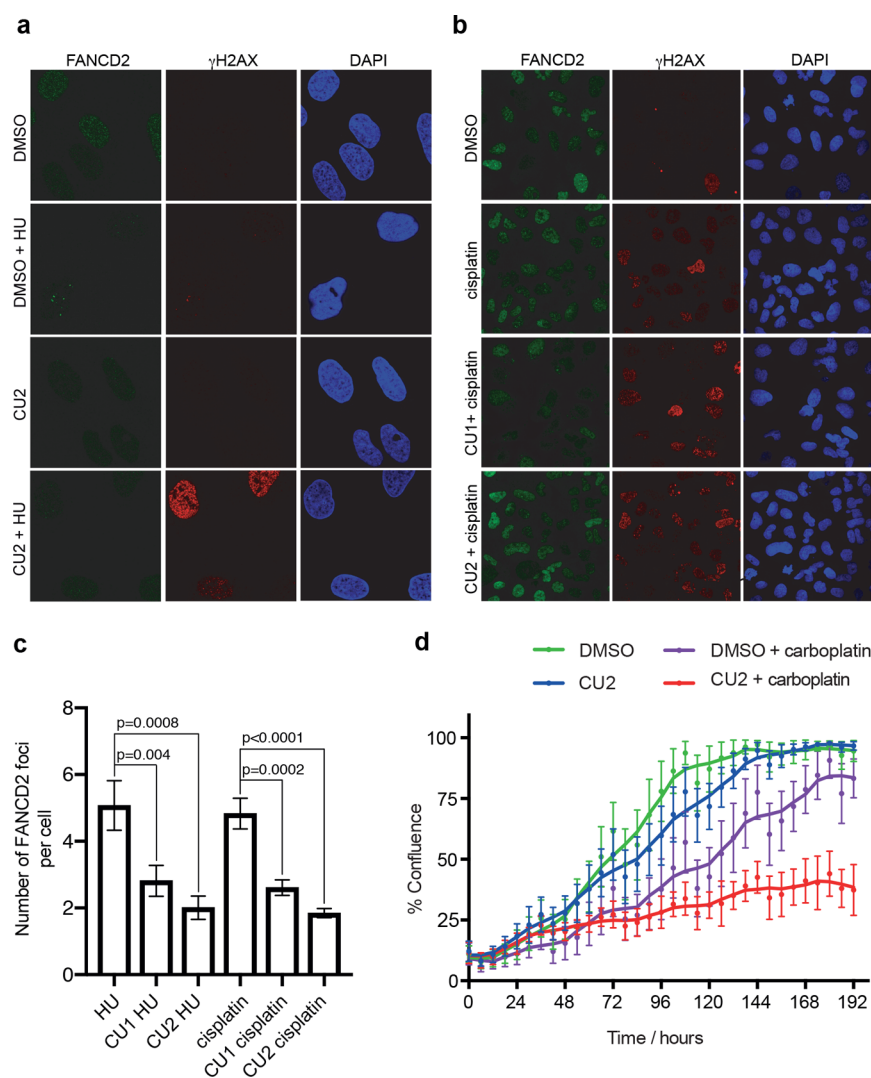 a
FANCD2 γH2AX DAPI
DMSO
DMSO + HU
CU2
CU2 + HU
b
FANCD2 γH2AX DAPI
DMSO
cisplatin
CU1+ cisplatin
CU2 + cisplatin
c
Number of FANCD2 foci
per cell
8
6
4
2
0
p=0.0008
p=0.004
p<0.0001
p=0.0002
HU
CU1 HU
CU2 HU
cisplatin
CU1 cisplatin
CU2 cisplatin
d
DMSO
DMSO + carboplatin
CU2
CU2 + carboplatin
% Confluence
100
75
50
25
0
0 24 48 72 96 120 144 168 192
Time / hours